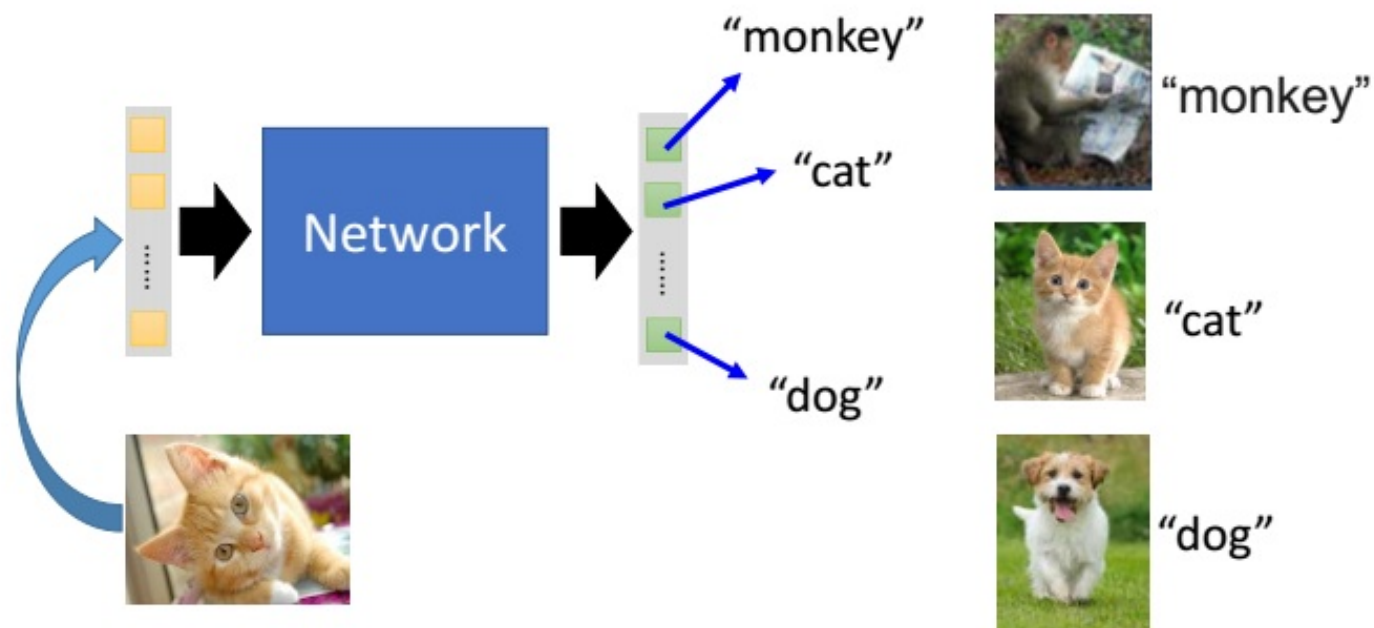 “monkey”
“cat”
......
Network
......
“dog”
“monkey”
“cat”
“dog”